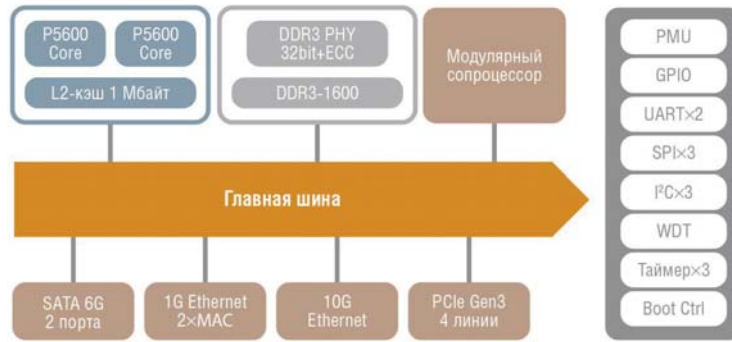 P5600
Core
P5600
Core
L2-кэш 1 Мбайт
DDR3 PHY
32bit+ECC
DDR3-1600
Модулярный
сопроцессор
Главная шина
SATA 6G
2 порта
1G Ethernet
2×MAC
10G
Ethernet
PCIe Gen3
4 линии
PMU
GPIO
UART×2
SPI×3
I²C×3
WDT
Таймер×3
Boot Ctrl